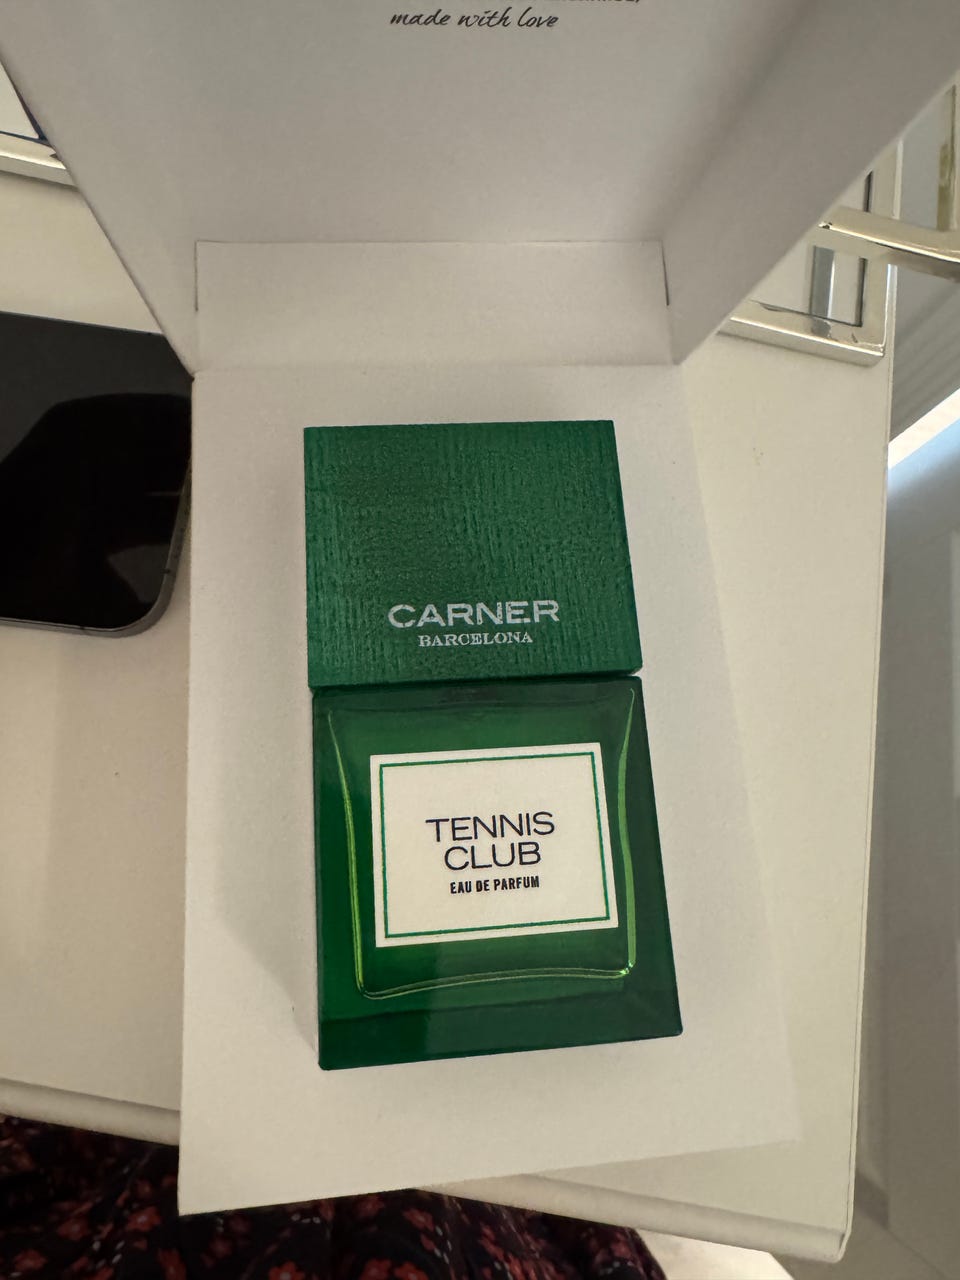 made with love
CARNER
BARCELONA
TENNIS
CLUB
EAU DE PARFUM